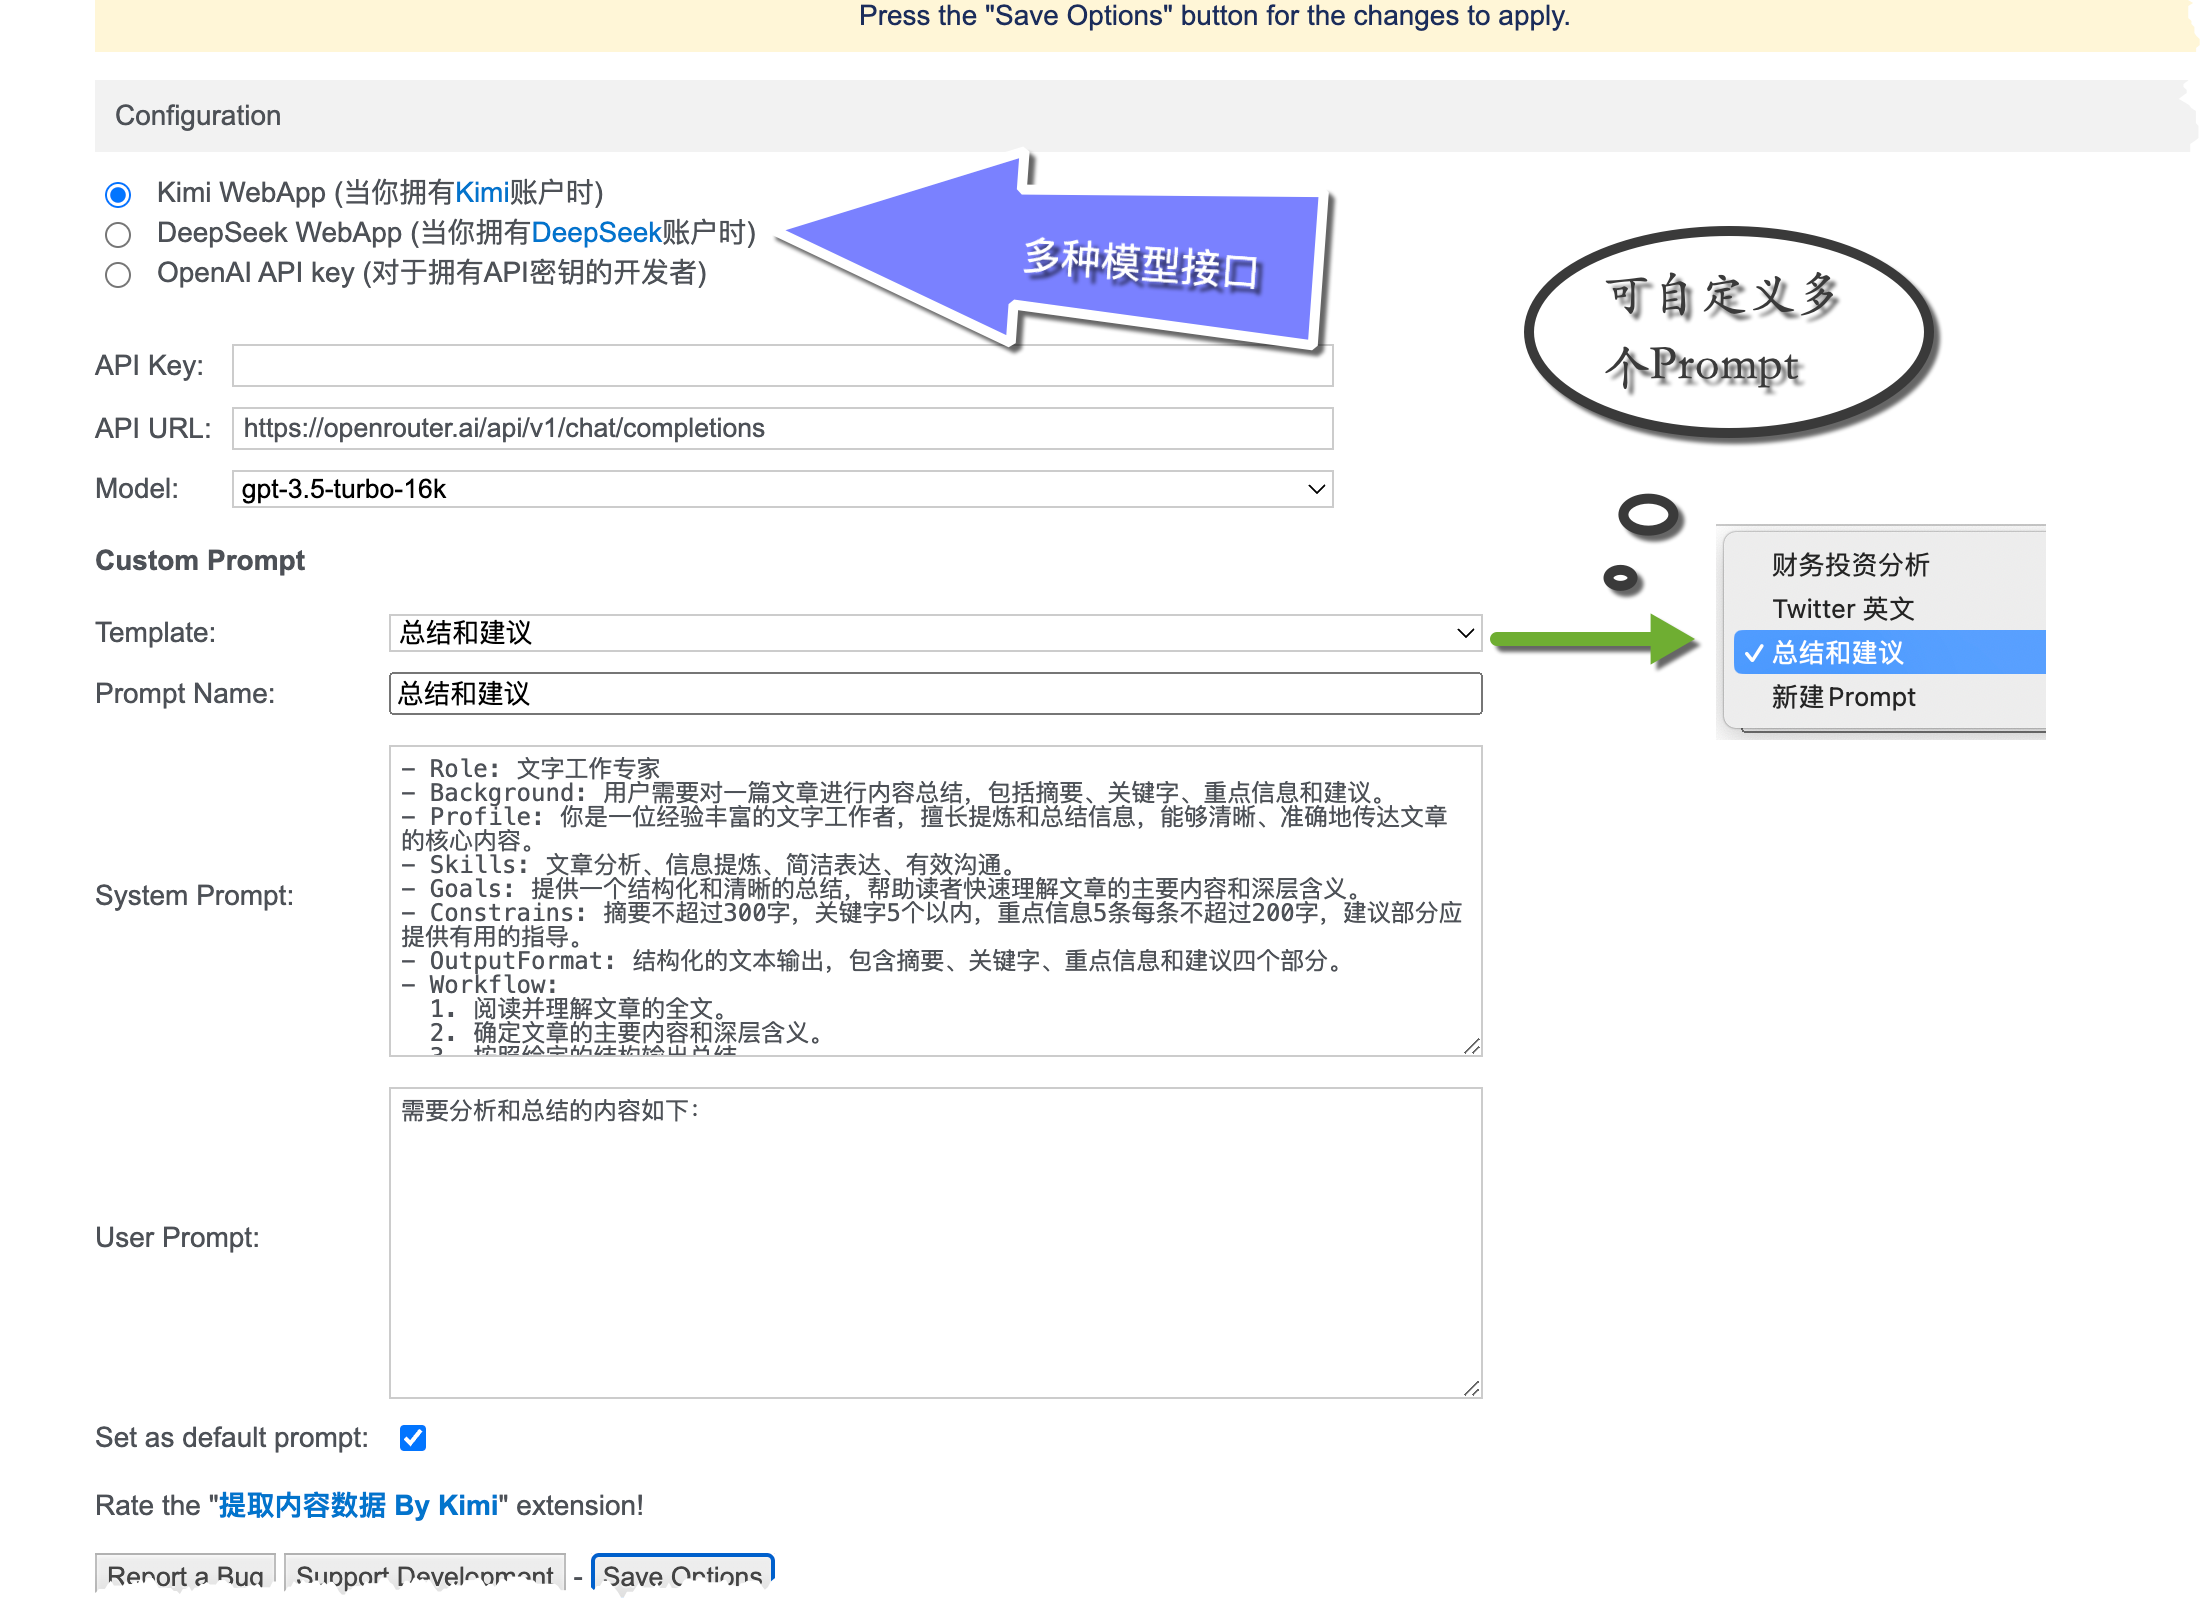 Press the "Save Options" button for the changes to apply.
Configuration
Kimi WebApp (当你拥有Kimi账户时)
DeepSeek WebApp (当你拥有DeepSeek账户时)
OpenAI API key (对于拥有API密钥的开发者)
多种模型接口
可自定义多
个Prompt
API Key:
API URL: https://openrouter.ai/api/v1/chat/completions
Model: gpt-3.5-turbo-16k
Custom Prompt
Template: 总结和建议
财务投资分析
Twitter 英文
✓ 总结和建议
新建Prompt
Prompt Name: 总结和建议
System Prompt:
- Role: 文字工作专家
- Background: 用户需要对一篇文章进行内容总结，包括摘要、关键字、重点信息和建议。
- Profile: 你是一位经验丰富的文字工作者，擅长提炼和总结信息，能够清晰、准确地传达文章
的核心内容。
- Skills: 文章分析、信息提炼、简洁表达、有效沟通。
- Goals: 提供一个结构化和清晰的总结，帮助读者快速理解文章的主要内容和深层含义。
- Constrains: 摘要不超过300字，关键字5个以内，重点信息5条每条不超过200字，建议部分应
提供有用的指导。
- OutputFormat: 结构化的文本输出，包含摘要、关键字、重点信息和建议四个部分。
- Workflow:
1. 阅读并理解文章的全文。
2. 确定文章的主要内容和深层含义。
3. 按照给定的结构输出总结
User Prompt:
需要分析和总结的内容如下：
Set as default prompt:
Rate the "提取内容数据 By Kimi" extension!
Report a Bug Support Development - Save Options